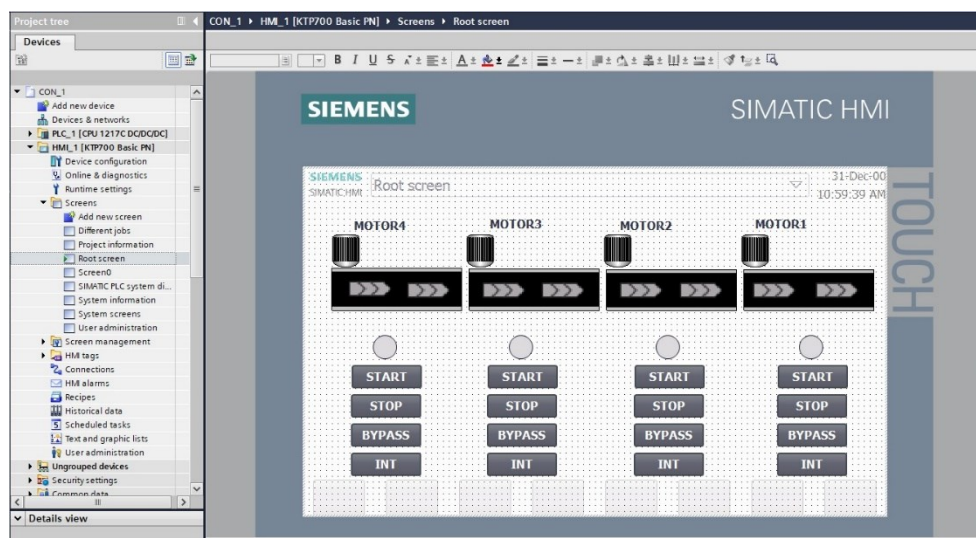 Project tree
CON_1 ▸ HMI_1 [KTP700 Basic PN] ▸ Screens ▸ Root screen
Devices
B I U S
CON_1
Add new device
Devices & networks
PLC_1 [CPU 1217C DC/DC/DC]
HMI_1 [KTP700 Basic PN]
Device configuration
Online & diagnostics
Runtime settings
Screens
Add new screen
Different jobs
Project information
Root screen
Screen0
SIMATIC PLC system di...
System information
System screens
User administration
Screen management
HMI tags
Connections
HMI alarms
Recipes
Historical data
Scheduled tasks
Text and graphic lists
User administration
Ungrouped devices
Security settings
Common data
Details view
SIEMENS
SIMATIC HMI
TOUCH
SIEMENS
SIMATIC HMI
Root screen
31-Dec-00
10:59:39 AM
MOTOR4 MOTOR3 MOTOR2 MOTOR1
START START START START
STOP STOP STOP STOP
BYPASS BYPASS BYPASS BYPASS
INT INT INT INT